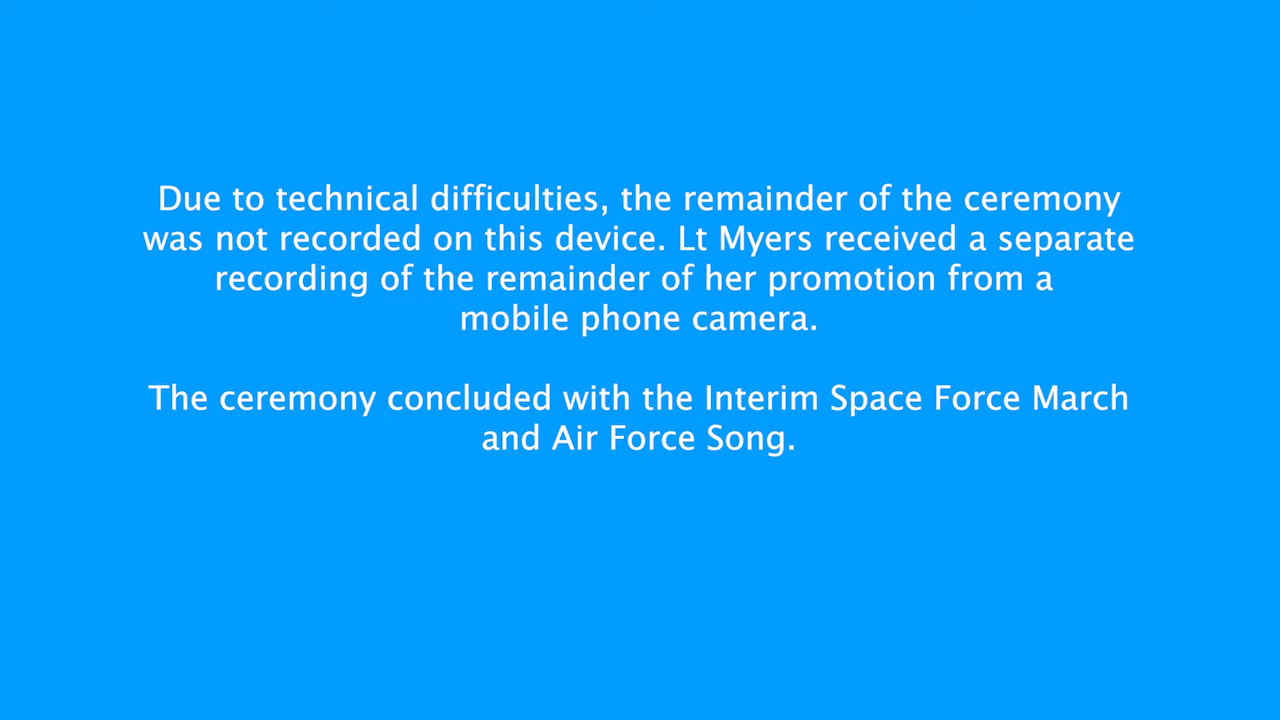 Due to technical difficulties, the remainder of the ceremony
was not recorded on this device. Lt Myers received a separate
recording of the remainder of her promotion from a
mobile phone camera.
The ceremony concluded with the Interim Space Force March
and Air Force Song.